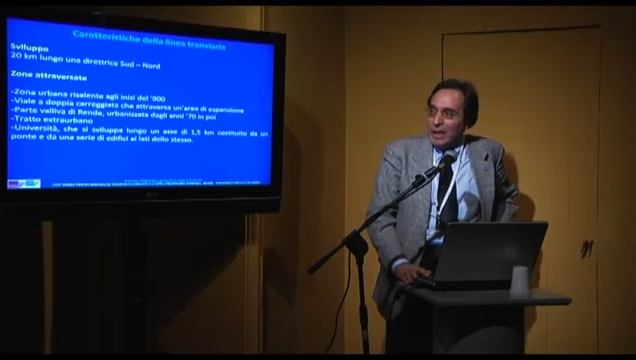 Caratteristiche della linea tranviaria
Sviluppo
20 km lungo una direttrice Sud – Nord
Zone attraversate
-Zona urbana risalente agli inizi del '900
-Viale a doppia carreggiata che attraversa un'area di espansione
-Parte valliva di Rende, urbanizzata dagli anni '70 in poi
-Tratto extraurbano
-Università, che si sviluppa lungo un asse di 1,5 km costituito da un
ponte e da una serie di edifici ai lati dello stesso.